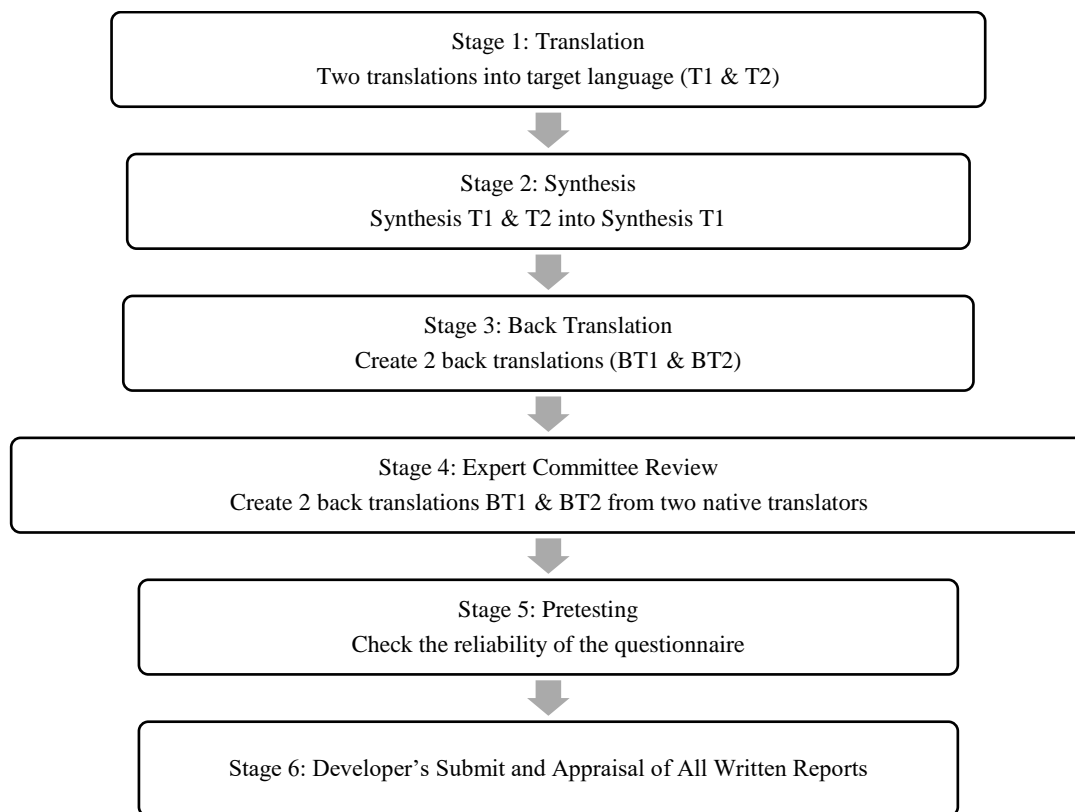 Stage 1: Translation
Two translations into target language (T1 & T2)
Stage 2: Synthesis
Synthesis T1 & T2 into Synthesis T1
Stage 3: Back Translation
Create 2 back translations (BT1 & BT2)
Stage 4: Expert Committee Review
Create 2 back translations BT1 & BT2 from two native translators
Stage 5: Pretesting
Check the reliability of the questionnaire
Stage 6: Developer’s Submit and Appraisal of All Written Reports